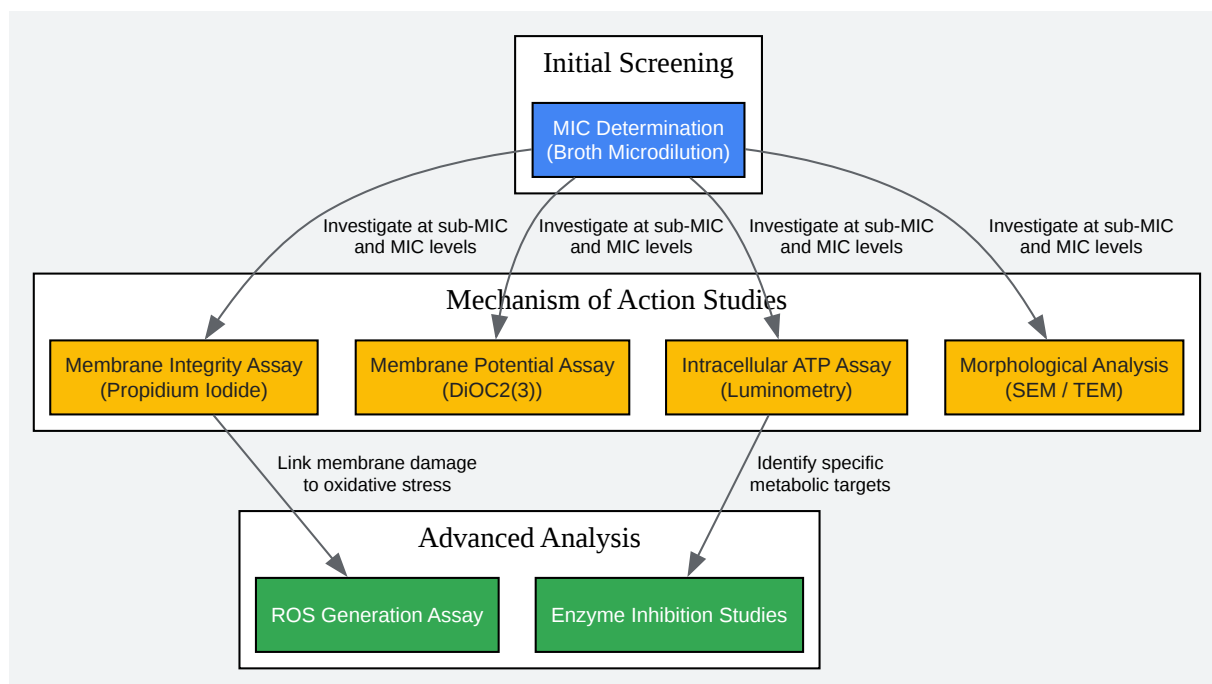 Initial Screening
MIC Determination
(Broth Microdilution)
Investigate at sub-MIC
and MIC levels
Investigate at sub-MIC
and MIC levels
Investigate at sub-MIC
and MIC levels
Investigate at sub-MIC
and MIC levels
Mechanism of Action Studies
Membrane Integrity Assay
(Propidium Iodide)
Membrane Potential Assay
(DiOC2(3))
Intracellular ATP Assay
(Luminometry)
Morphological Analysis
(SEM / TEM)
Link membrane damage
to oxidative stress
Identify specific
metabolic targets
Advanced Analysis
ROS Generation Assay
Enzyme Inhibition Studies